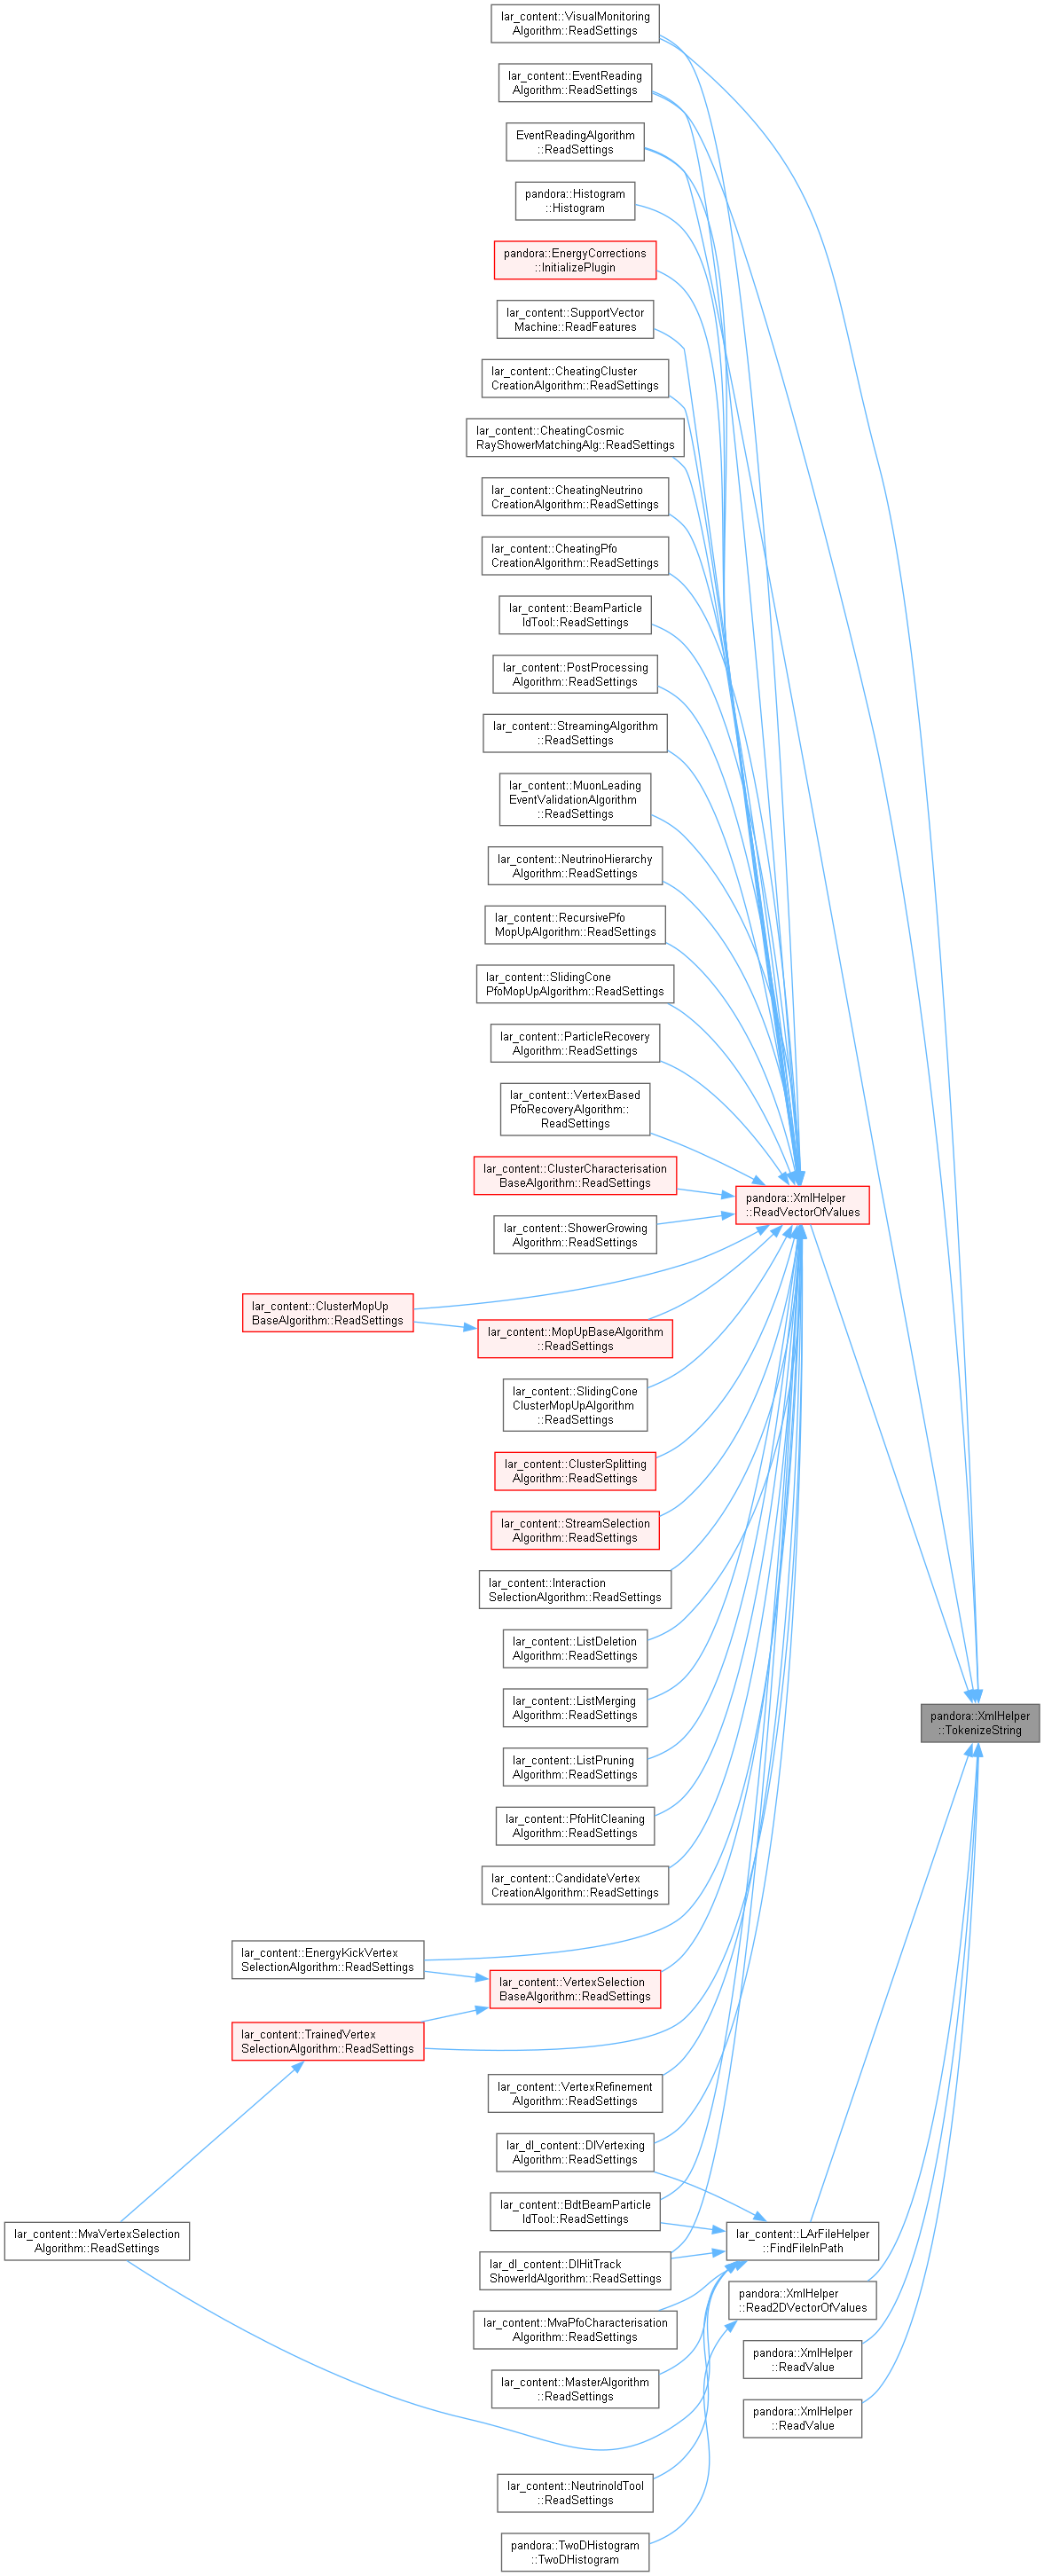 lar_content::VisualMonitoring
Algorithm::ReadSettings
lar_content::EventReading
Algorithm::ReadSettings
EventReadingAlgorithm
::ReadSettings
pandora::Histogram
::Histogram
pandora::EnergyCorrections
::InitializePlugin
lar_content::SupportVector
Machine::ReadFeatures
lar_content::CheatingCluster
CreationAlgorithm::ReadSettings
lar_content::CheatingCosmic
RayShowerMatchingAlg::ReadSettings
lar_content::CheatingNeutrino
CreationAlgorithm::ReadSettings
lar_content::CheatingPfo
CreationAlgorithm::ReadSettings
lar_content::BeamParticle
IdTool::ReadSettings
lar_content::PostProcessing
Algorithm::ReadSettings
lar_content::StreamingAlgorithm
::ReadSettings
lar_content::MuonLeading
EventValidationAlgorithm
::ReadSettings
lar_content::NeutrinoHierarchy
Algorithm::ReadSettings
lar_content::RecursivePfo
MopUpAlgorithm::ReadSettings
lar_content::SlidingCone
PfoMopUpAlgorithm::ReadSettings
lar_content::ParticleRecovery
Algorithm::ReadSettings
lar_content::VertexBased
PfoRecoveryAlgorithm::
ReadSettings
lar_content::ClusterCharacterisation
BaseAlgorithm::ReadSettings
pandora::XmlHelper
::ReadVectorOfValues
lar_content::ShowerGrowing
Algorithm::ReadSettings
lar_content::ClusterMopUp
BaseAlgorithm::ReadSettings
lar_content::MopUpBaseAlgorithm
::ReadSettings
lar_content::SlidingCone
ClusterMopUpAlgorithm
::ReadSettings
lar_content::ClusterSplitting
Algorithm::ReadSettings
lar_content::StreamSelection
Algorithm::ReadSettings
lar_content::Interaction
SelectionAlgorithm::ReadSettings
lar_content::ListDeletion
Algorithm::ReadSettings
lar_content::ListMerging
Algorithm::ReadSettings
pandora::XmlHelper
::TokenizeString
lar_content::ListPruning
Algorithm::ReadSettings
lar_content::PfoHitCleaning
Algorithm::ReadSettings
lar_content::CandidateVertex
CreationAlgorithm::ReadSettings
lar_content::EnergyKickVertex
SelectionAlgorithm::ReadSettings
lar_content::VertexSelection
BaseAlgorithm::ReadSettings
lar_content::TrainedVertex
SelectionAlgorithm::ReadSettings
lar_content::VertexRefinement
Algorithm::ReadSettings
lar_dl_content::DlVertexing
Algorithm::ReadSettings
lar_content::BdtBeamParticle
IdTool::ReadSettings
lar_content::MvaVertexSelection
Algorithm::ReadSettings
lar_content::LArFileHelper
::FindFileInPath
lar_dl_content::DlHitTrack
ShowerIdAlgorithm::ReadSettings
pandora::XmlHelper
::Read2DVectorOfValues
lar_content::MvaPfoCharacterisation
Algorithm::ReadSettings
pandora::XmlHelper
::ReadValue
lar_content::MasterAlgorithm
::ReadSettings
pandora::XmlHelper
::ReadValue
lar_content::NeutrinoIdTool
::ReadSettings
pandora::TwoDHistogram
::TwoDHistogram